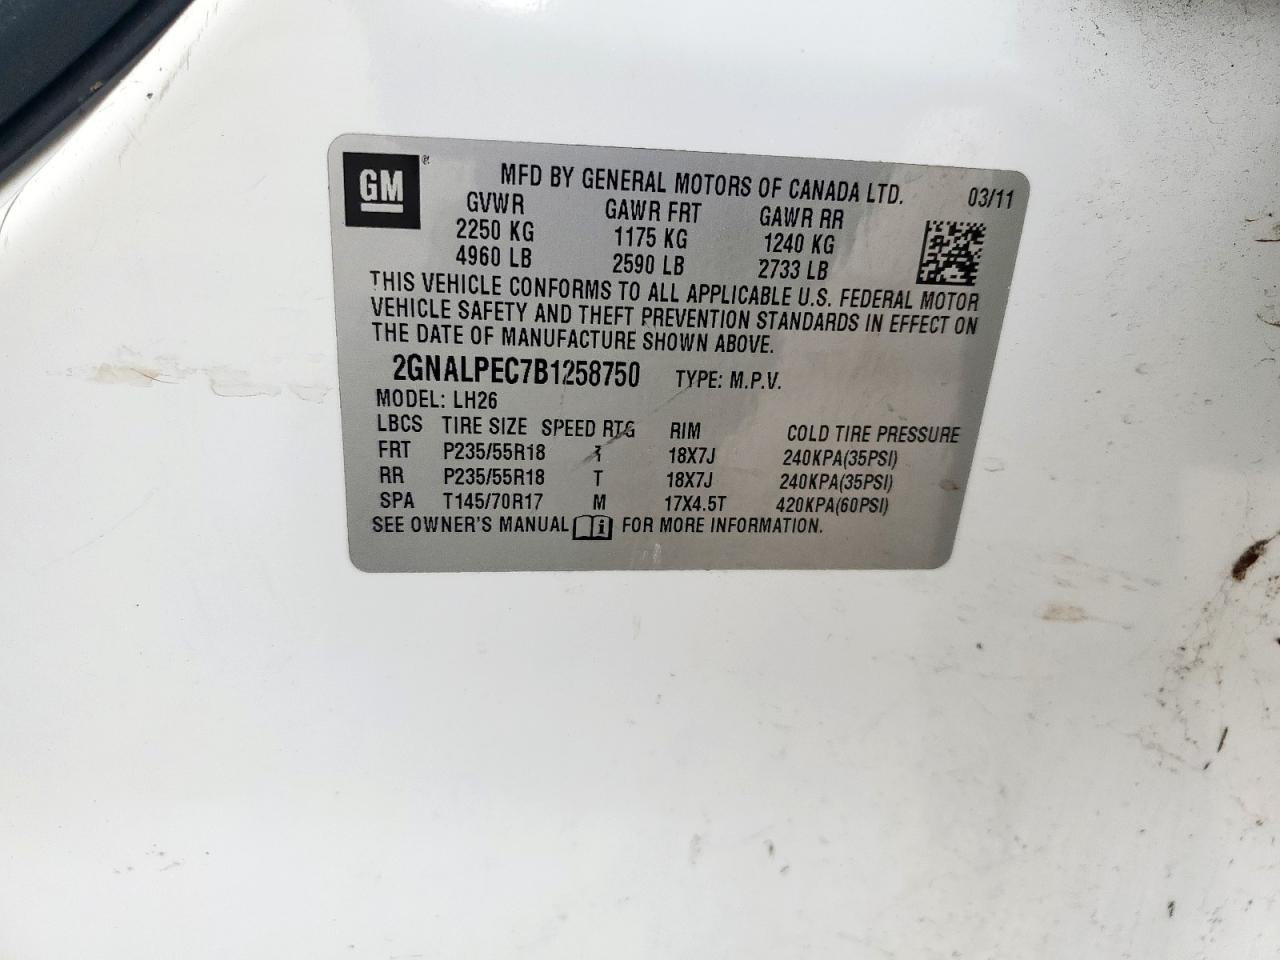 GM ®
MFD BY GENERAL MOTORS OF CANADA LTD. 03/11
GVWR GAWR FRT GAWR RR
2250 KG 1175 KG 1240 KG
4960 LB 2590 LB 2733 LB
THIS VEHICLE CONFORMS TO ALL APPLICABLE U.S. FEDERAL MOTOR
VEHICLE SAFETY AND THEFT PREVENTION STANDARDS IN EFFECT ON
THE DATE OF MANUFACTURE SHOWN ABOVE.
2GNALPEC7B1258750 TYPE: M.P.V.
MODEL: LH26
LBCS TIRE SIZE SPEED RTG RIM COLD TIRE PRESSURE
FRT P235/55R18 18X7J 240KPA(35PSI)
RR P235/55R18 T 18X7J 240KPA(35PSI)
SPA T145/70R17 M 17X4.5T 420KPA(60PSI)
SEE OWNER'S MANUAL i FOR MORE INFORMATION.